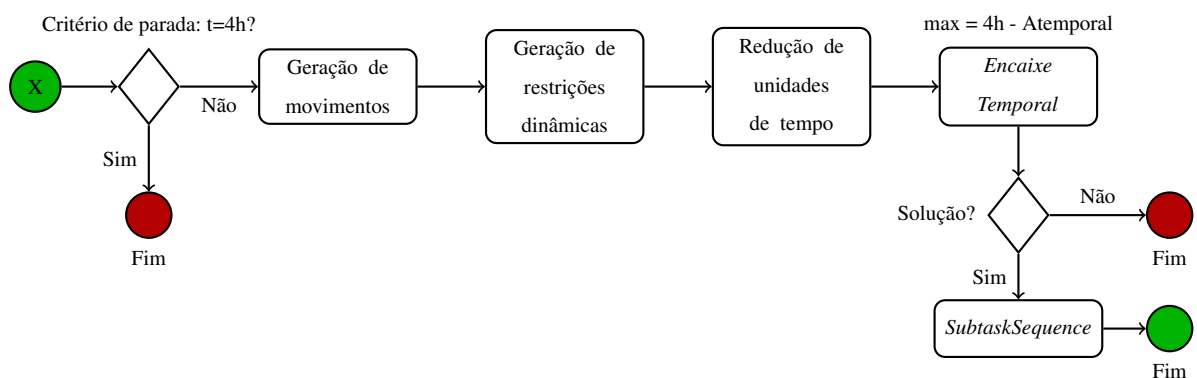 Critério de parada: t=4h?
X
Não
Sim
Fim
Geração de
movimentos
Geração de
restrições
dinâmicas
Redução de
unidades
de tempo
max = 4h - Atemporal
Encaixe
Temporal
Solução?
Não
Fim
Sim
SubtaskSequence
Fim